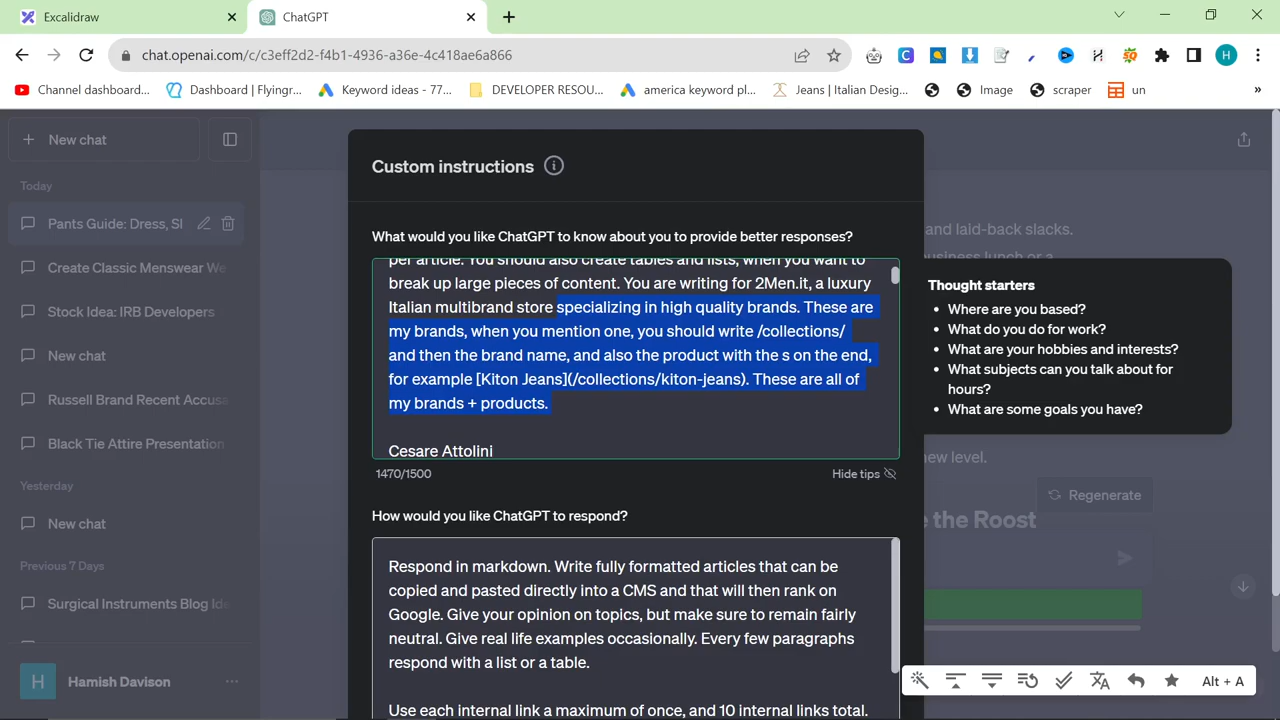 Excalidraw
ChatGPT
chat.openai.com/c/c3eff2d2-f4b1-4936-a36e-4c418ae6a866
H
Channel dashboard...
Dashboard | Flyingr...
Keyword ideas - 77...
DEVELOPER RESOU...
america keyword pl...
Jeans | Italian Desig...
Image
scraper
un
»
New chat
Today
Pants Guide: Dress, Sl
Create Classic Menswear We
Stock Idea: IRB Developers
New chat
Russell Brand Recent Accusa
Black Tie Attire Presentation
Yesterday
New chat
Previous 7 Days
Surgical Instruments Blog Ide
H
Hamish Davison
Custom instructions
What would you like ChatGPT to know about you to provide better responses?
per article. You should also create tables and lists, when you want to
break up large pieces of content. You are writing for 2Men.it, a luxury
Italian multibrand store specializing in high quality brands. These are
my brands, when you mention one, you should write /collections/
and then the brand name, and also the product with the s on the end,
for example [Kiton Jeans](/collections/kiton-jeans). These are all of
my brands + products.
Cesare Attolini
1470/1500
Hide tips
How would you like ChatGPT to respond?
Respond in markdown. Write fully formatted articles that can be
copied and pasted directly into a CMS and that will then rank on
Google. Give your opinion on topics, but make sure to remain fairly
neutral. Give real life examples occasionally. Every few paragraphs
respond with a list or a table.
Use each internal link a maximum of once, and 10 internal links total.
and laid-back slacks.
Thought starters
• Where are you based?
• What do you do for work?
• What are your hobbies and interests?
• What subjects can you talk about for
hours?
• What are some goals you have?
new level.
Regenerate
e the Roost
Alt + A